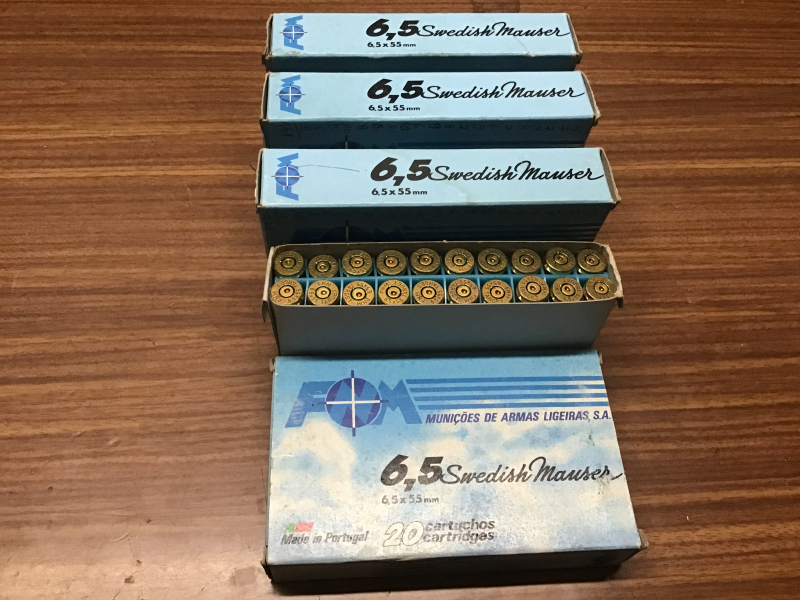 6,5 Swedish Mauser
6,5 x 55 mm
6,5 Swedish Mauser
6,5 x 55 mm
6,5 Swedish Mauser
6,5 x 55 mm
FNM
MUNIÇÕES DE ARMAS LIGEIRAS, S.A.
6,5 Swedish Mauser
6,5 x 55 mm
Made in Portugal
20 cartuchos
cartridges